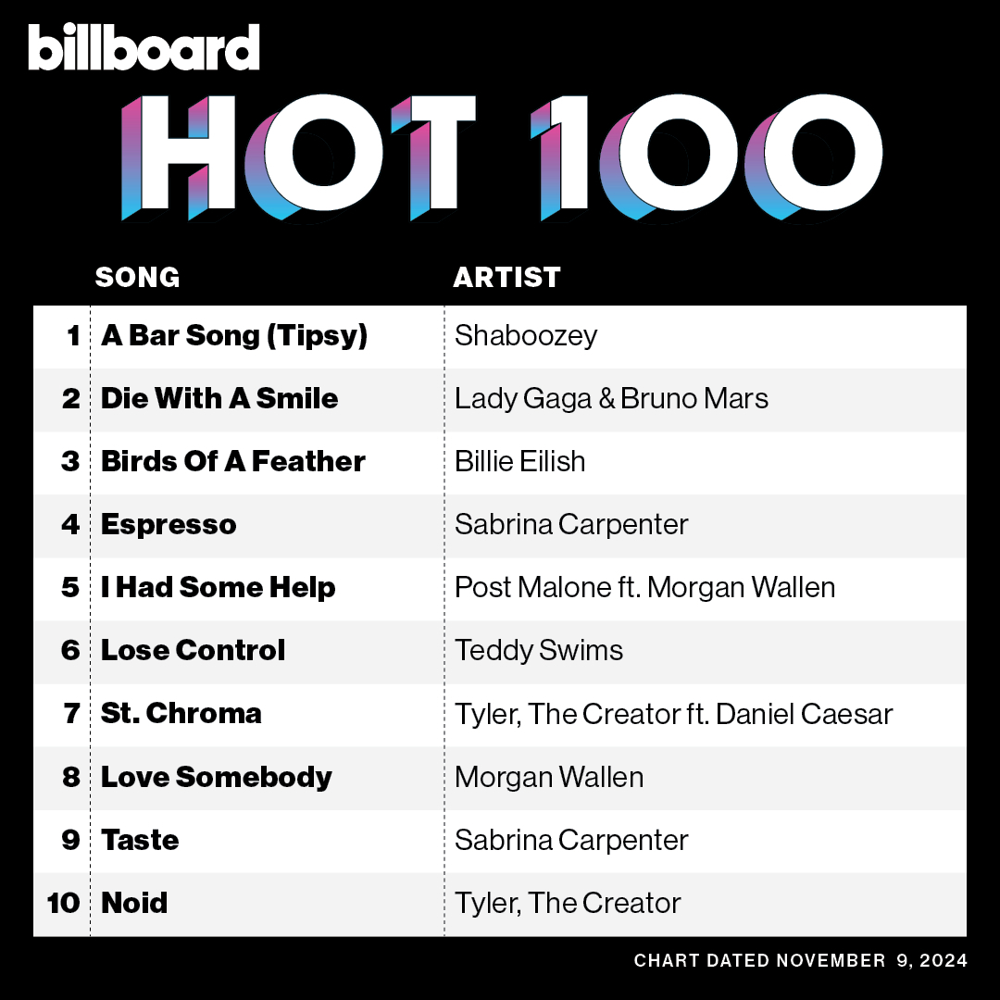 billboard
HOT 100
SONG ARTIST
1 A Bar Song (Tipsy) Shaboozey
2 Die With A Smile Lady Gaga & Bruno Mars
3 Birds Of A Feather Billie Eilish
4 Espresso Sabrina Carpenter
5 I Had Some Help Post Malone ft. Morgan Wallen
6 Lose Control Teddy Swims
7 St. Chroma Tyler, The Creator ft. Daniel Caesar
8 Love Somebody Morgan Wallen
9 Taste Sabrina Carpenter
10 Noid Tyler, The Creator
CHART DATED NOVEMBER 9, 2024